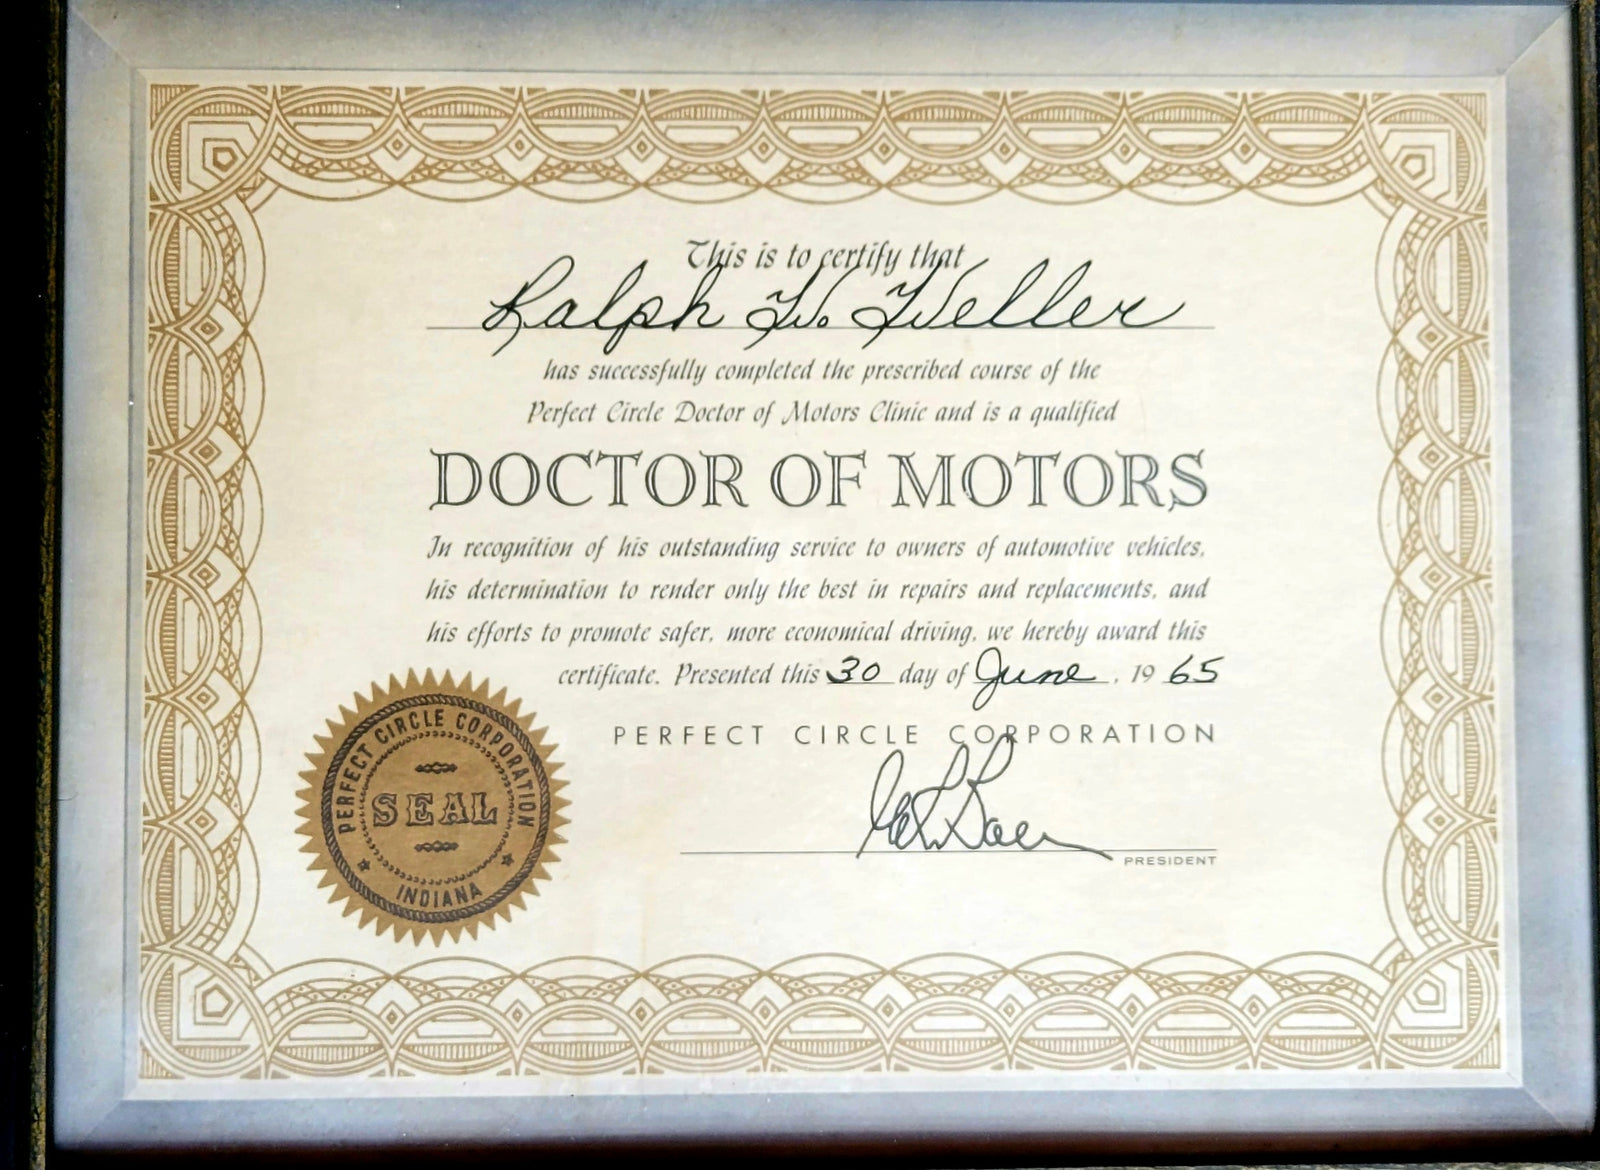 This is to certify that
Ralph W. Weller
has successfully completed the prescribed course of the
Perfect Circle Doctor of Motors Clinic and is a qualified
DOCTOR OF MOTORS
In recognition of his outstanding service to owners of automotive vehicles,
his determination to render only the best in repairs and replacements, and
his efforts to promote safer, more economical driving, we hereby award this
certificate. Presented this 30 day of June, 19 65
PERFECT CIRCLE CORPORATION
PRESIDENT
PERFECT CIRCLE CORPORATION
SEAL
INDIANA